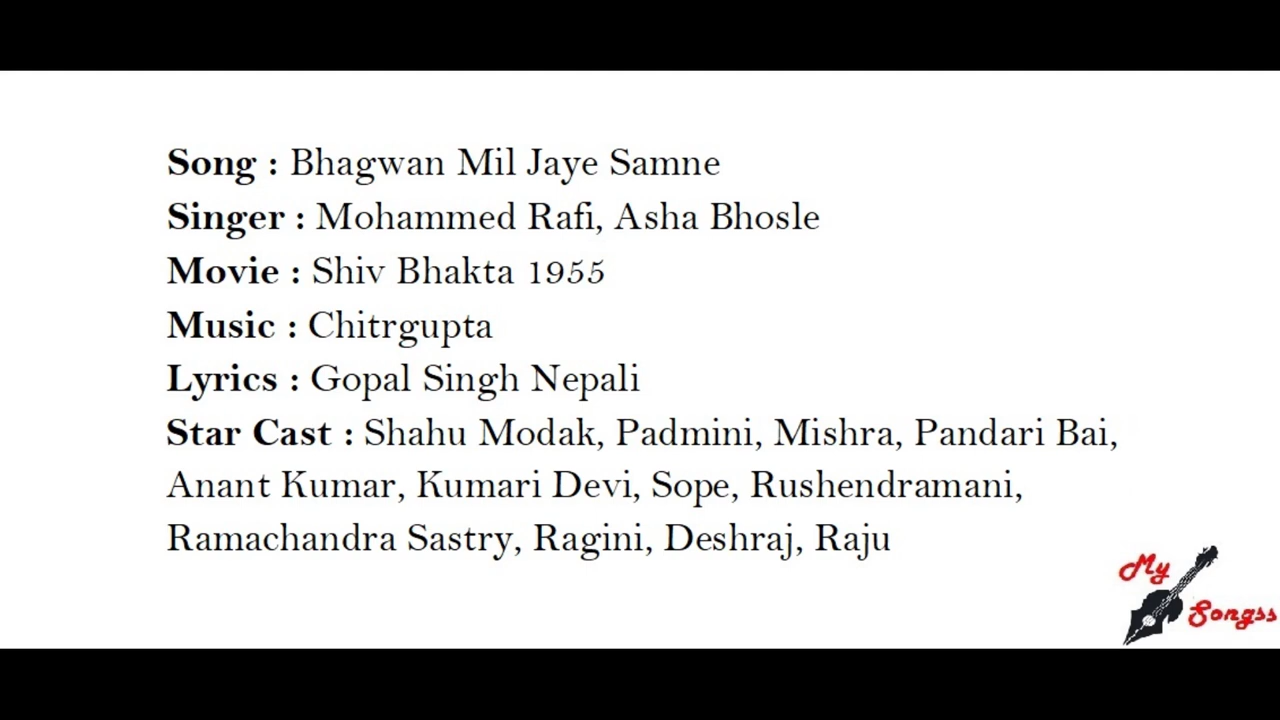 Song : Bhagwan Mil Jaye Samne
Singer : Mohammed Rafi, Asha Bhosle
Movie : Shiv Bhakta 1955
Music : Chitrgupta
Lyrics : Gopal Singh Nepali
Star Cast : Shahu Modak, Padmini, Mishra, Pandari Bai,
Anant Kumar, Kumari Devi, Sope, Rushendramani,
Ramachandra Sastry, Ragini, Deshraj, Raju
My
Songss